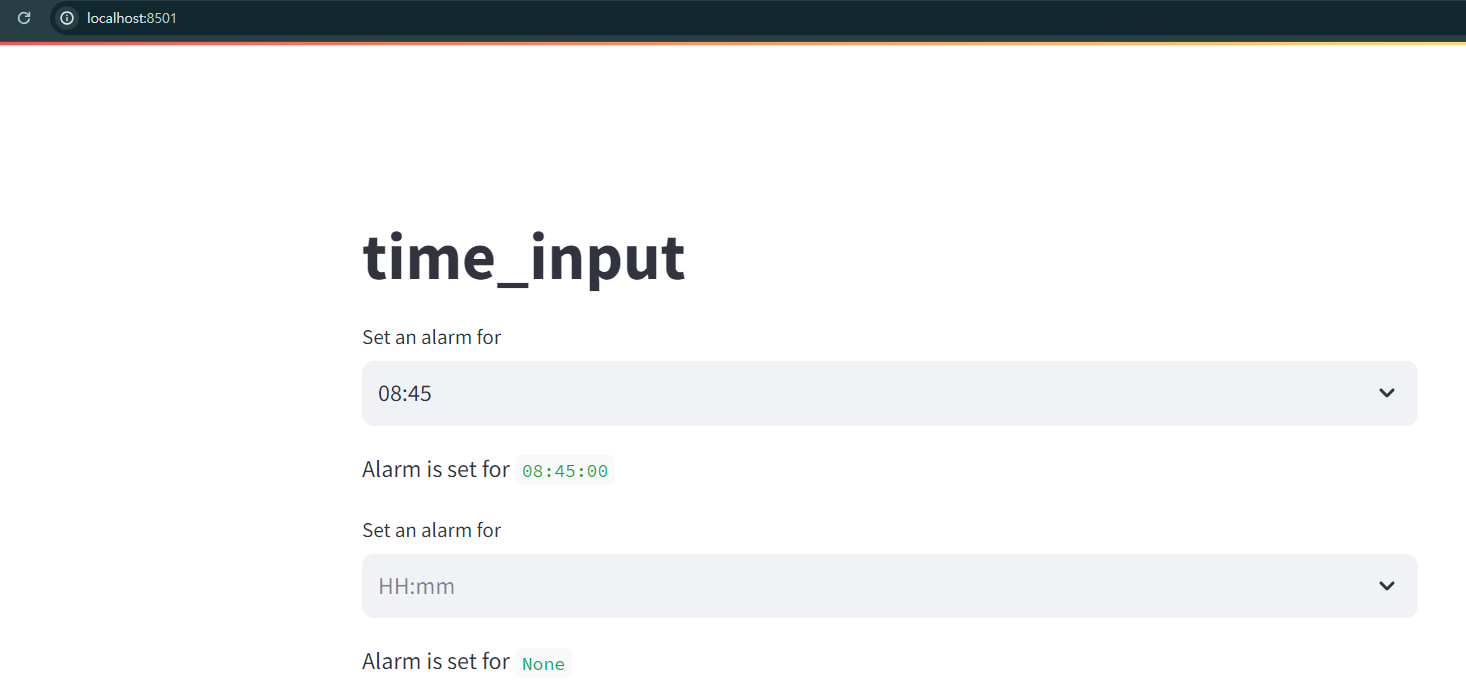 localhost:8501
time_input
Set an alarm for
08:45
Alarm is set for 08:45:00
Set an alarm for
HH:mm
Alarm is set for None